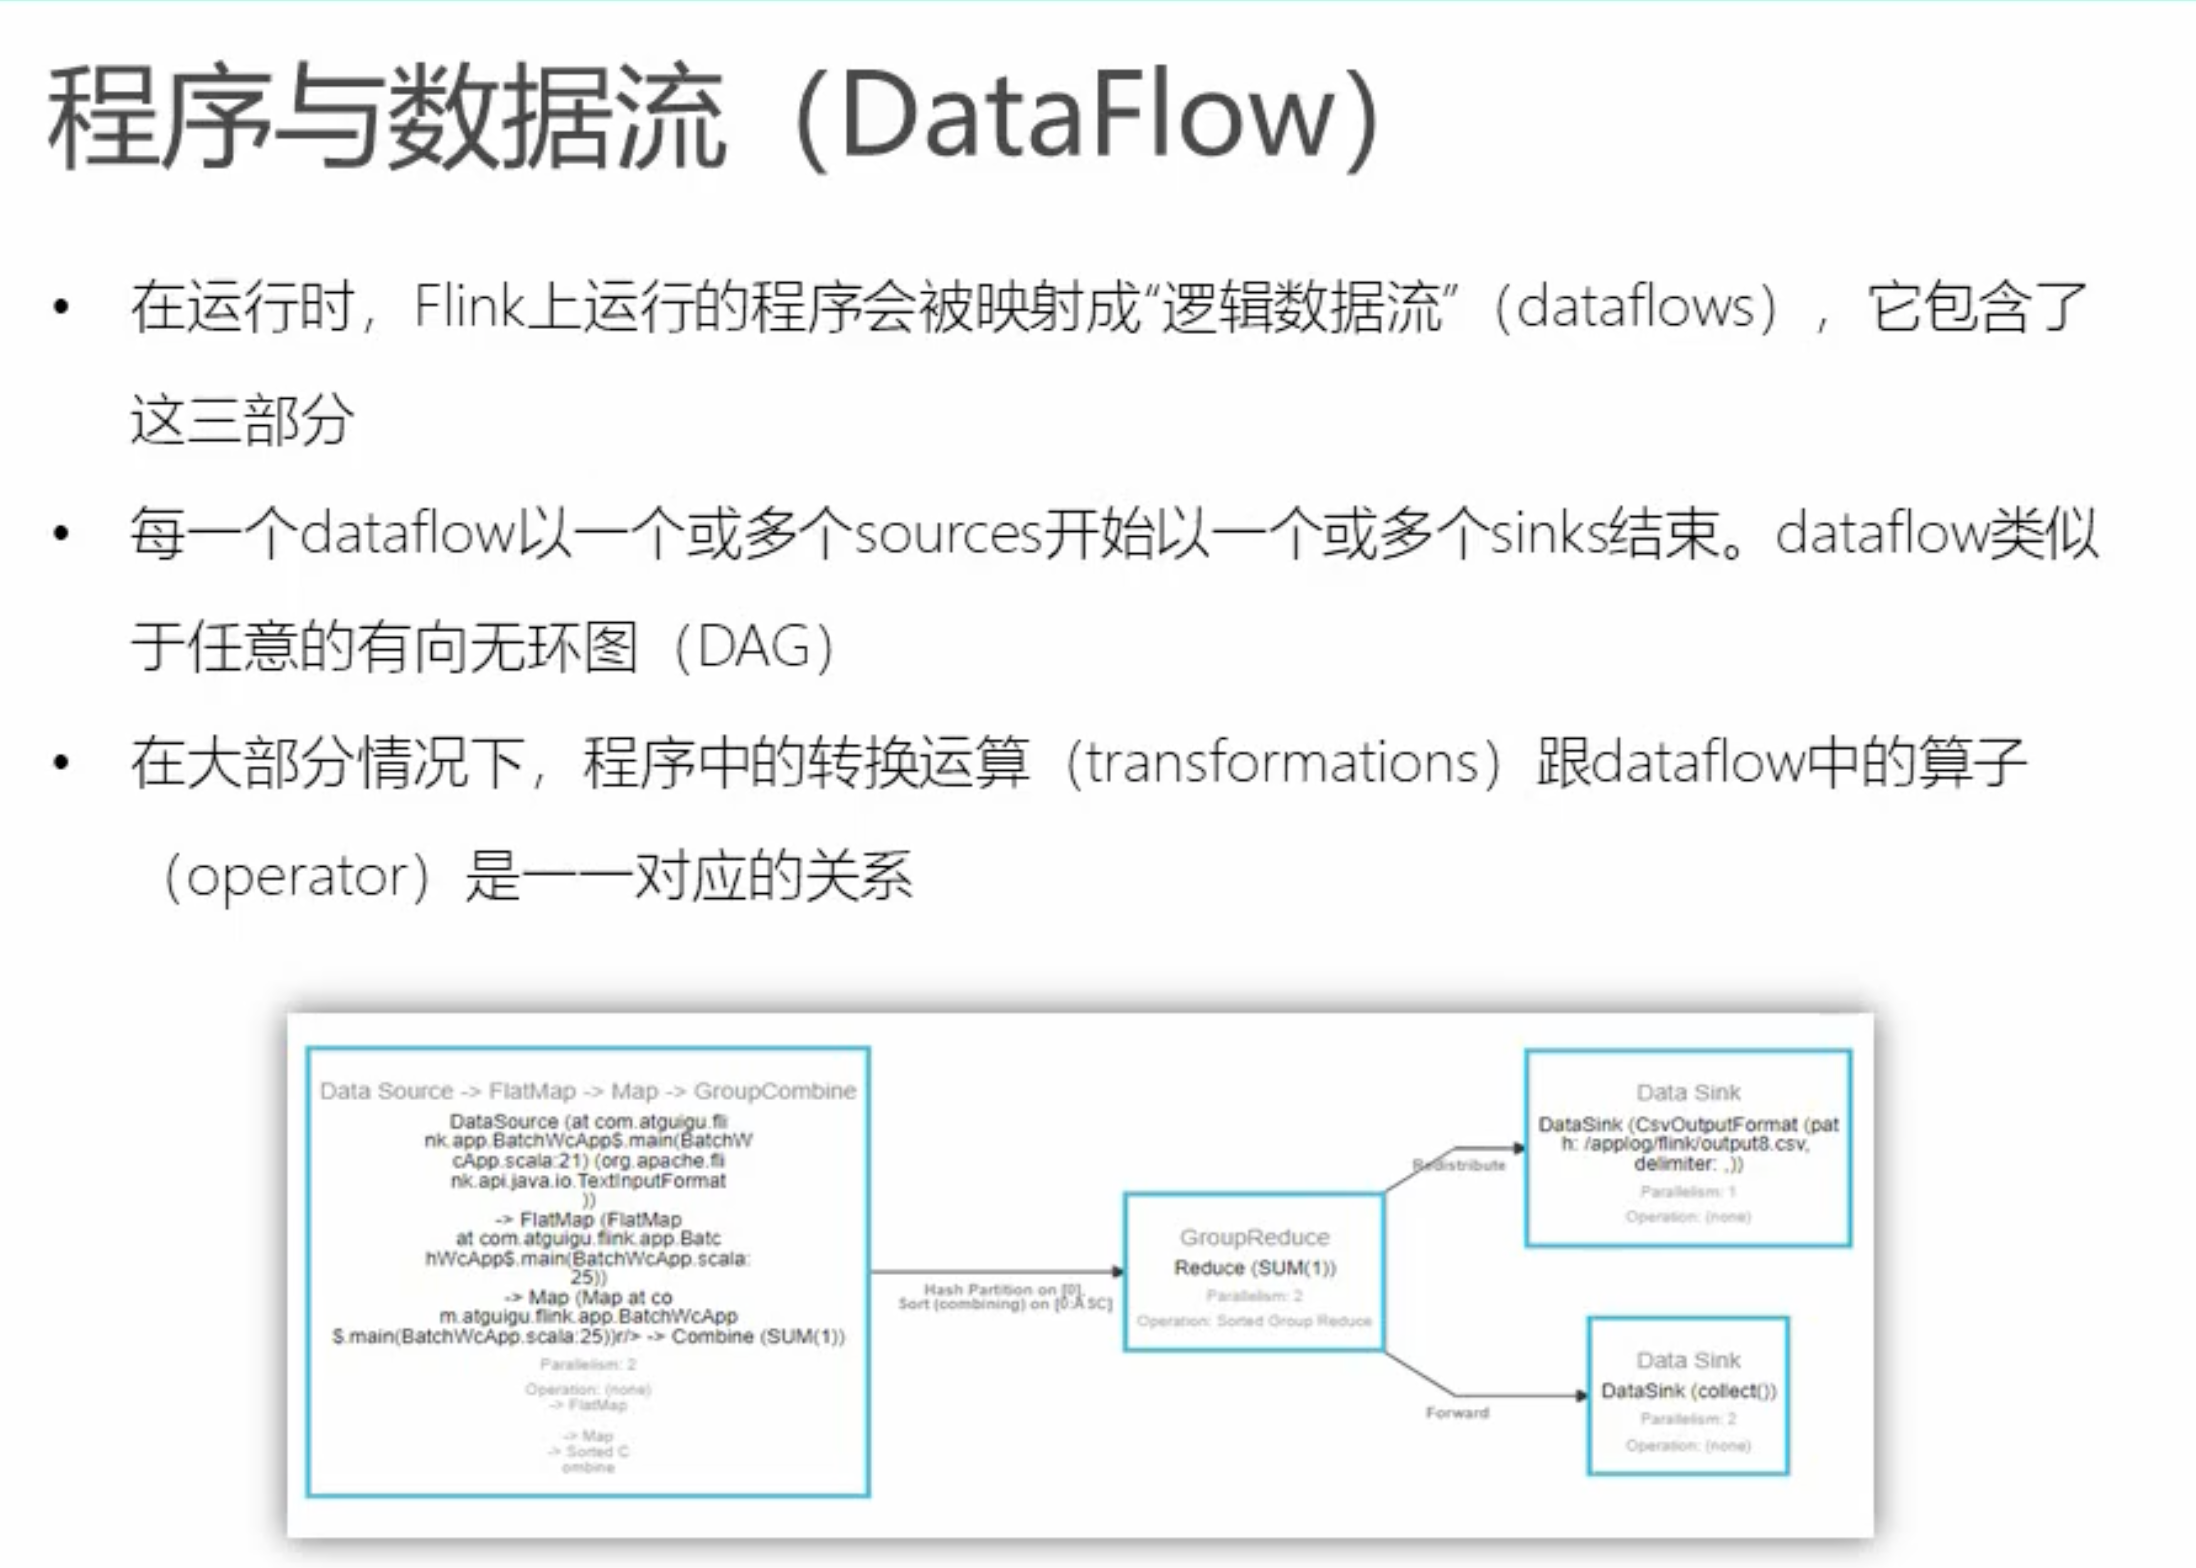 程序与数据流（DataFlow）
• 在运行时，Flink上运行的程序会被映射成“逻辑数据流”（dataflows），它包含了
这三部分
• 每一个dataflow以一个或多个sources开始以一个或多个sinks结束。dataflow类似
于任意的有向无环图（DAG）
• 在大部分情况下，程序中的转换运算（transformations）跟dataflow中的算子
（operator）是一一对应的关系
Data Source -> FlatMap -> Map -> GroupCombine
DataSource (at com.atguigu.fli
nk.app.BatchWcApp$.main(BatchW
cApp.scala:21) (org.apache.fli
nk.api.java.io.TextInputFormat
))
-> FlatMap (FlatMap
at com.atguigu.flink.app.Batc
hWcApp$.main(BatchWcApp.scala:
25))
-> Map (Map at co
m.atguigu.flink.app.BatchWcApp
$.main(BatchWcApp.scala:25))r/> -> Combine (SUM(1))
Parallelism: 2
Operation: (none)
-> FlatMap
-> Map
-> Sorted C
ombine
Hash Partition on [0]
Sort (combining) on [0:ASC]
GroupReduce
Reduce (SUM(1))
Parallelism: 2
Operation: Sorted Group Reduce
Redistribute
Data Sink
DataSink (CsvOutputFormat (pat
h: /applog/flink/output8.csv,
delimiter: ,))
Parallelism: 1
Operation: (none)
Forward
Data Sink
DataSink (collect())
Parallelism: 2
Operation: (none)